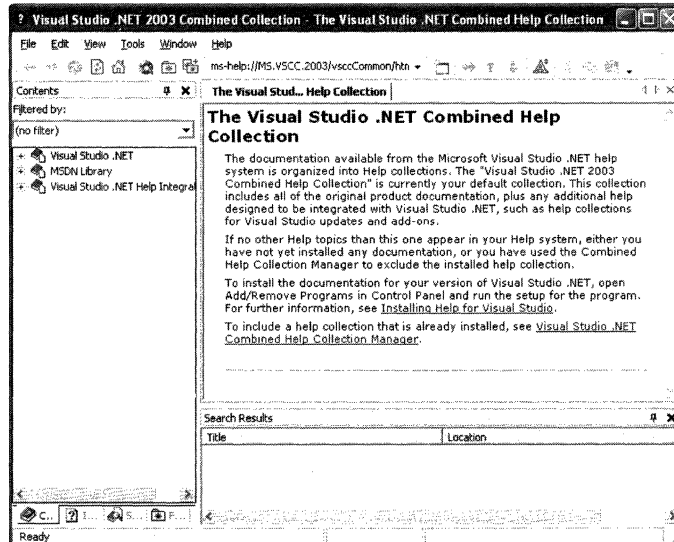 ? Visual Studio .NET 2003 Combined Collection - The Visual Studio .NET Combined Help Collection
File Edit View Tools Window Help
ms-help://MS.VSCC.2003/vsccCommon/htn
Contents
Filtered by:
(no filter)
Visual Studio .NET
MSDN Library
Visual Studio .NET Help Integrat
The Visual Stud... Help Collection
The Visual Studio .NET Combined Help
Collection
The documentation available from the Microsoft Visual Studio .NET help
system is organized into Help collections. The "Visual Studio .NET 2003
Combined Help Collection" is currently your default collection. This collection
includes all of the original product documentation, plus any additional help
designed to be integrated with Visual Studio .NET, such as help collections
for Visual Studio updates and add-ons.
If no other Help topics than this one appear in your Help system, either you
have not yet installed any documentation, or you have used the Combined
Help Collection Manager to exclude the installed help collection.
To install the documentation for your version of Visual Studio .NET, open
Add/Remove Programs in Control Panel and run the setup for the program.
For further information, see Installing Help for Visual Studio.
To include a help collection that is already installed, see Visual Studio .NET
Combined Help Collection Manager.
Search Results
Title Location
C... I... S... F...
Ready